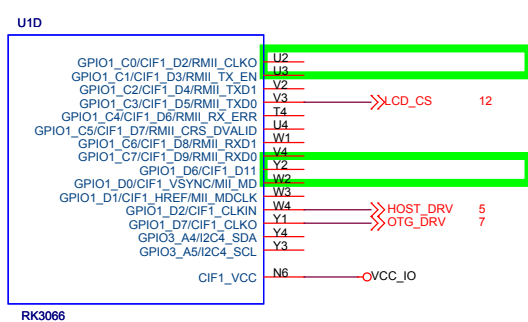 U1D
GPIO1_C0/CIF1_D2/RMII_CLKO U2
GPIO1_C1/CIF1_D3/RMII_TX_EN U3
GPIO1_C2/CIF1_D4/RMII_TXD1 V2
GPIO1_C3/CIF1_D5/RMII_TXD0 V3 LCD_CS 12
GPIO1_C4/CIF1_D6/RMII_RX_ERR T4
GPIO1_C5/CIF1_D7/RMII_CRS_DVALID U4
GPIO1_C6/CIF1_D8/RMII_RXD1 W1
GPIO1_C7/CIF1_D9/RMII_RXD0 V4
GPIO1_D6/CIF1_D11 Y2
GPIO1_D0/CIF1_VSYNC/MII_MD W2
GPIO1_D1/CIF1_HREF/MII_MDCLK W3
GPIO1_D2/CIF1_CLKIN W4 HOST_DRV 5
GPIO1_D7/CIF1_CLKO Y1 OTG_DRV 7
GPIO3_A4/I2C4_SDA Y4
GPIO3_A5/I2C4_SCL Y3
CIF1_VCC N6 VCC_IO
RK3066